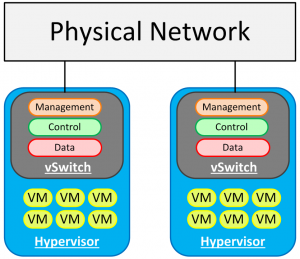 Physical Network
Management
Control
Data
vSwitch
VM VM VM
VM VM VM
Hypervisor
Management
Control
Data
vSwitch
VM VM VM
VM VM VM
Hypervisor